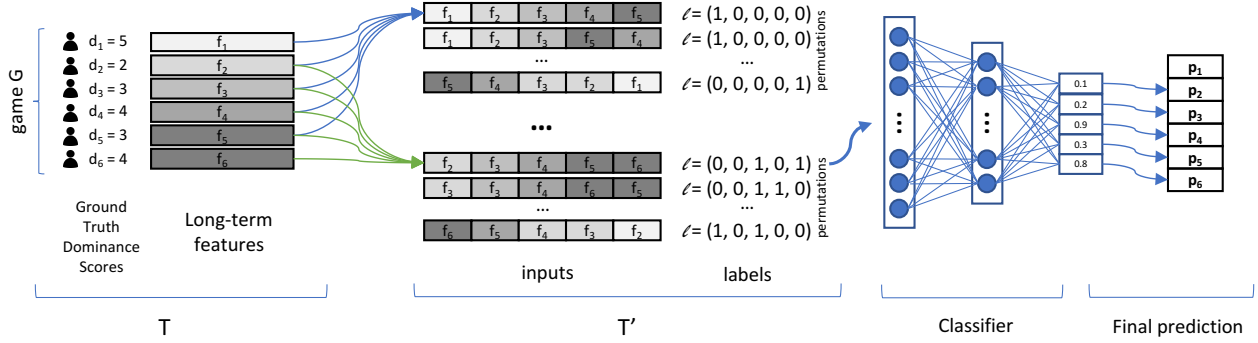 game G
d1 = 5
d2 = 2
d3 = 3
d4 = 4
d5 = 3
d6 = 4
Ground
Truth
Dominance
Scores
f1
f2
f3
f4
f5
f6
Long-term
features
T
f1 f2 f3 f4 f5 ℓ= (1, 0, 0, 0, 0)
f1 f2 f3 f5 f4 ℓ= (1, 0, 0, 0, 0)
... ...
f5 f4 f3 f2 f1 ℓ= (0, 0, 0, 0, 1)
permutations
...
f2 f3 f4 f5 f6 ℓ= (0, 0, 1, 0, 1)
f3 f3 f4 f6 f5 ℓ= (0, 0, 1, 1, 0)
... ...
f6 f5 f4 f3 f2 ℓ= (1, 0, 1, 0, 0)
permutations
inputs labels
T’
0.1
0.2
0.9
0.3
0.8
Classifier
p1
p2
p3
p4
p5
p6
Final prediction